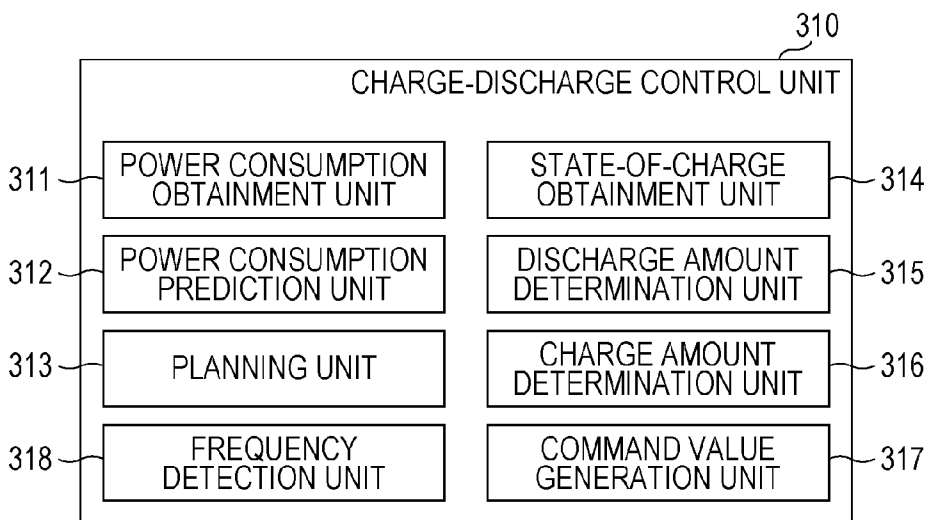 310
CHARGE-DISCHARGE CONTROL UNIT
311
POWER CONSUMPTION
OBTAINMENT UNIT
STATE-OF-CHARGE
OBTAINMENT UNIT
314
312
POWER CONSUMPTION
PREDICTION UNIT
DISCHARGE AMOUNT
DETERMINATION UNIT
315
313
PLANNING UNIT
CHARGE AMOUNT
DETERMINATION UNIT
316
318
FREQUENCY
DETECTION UNIT
COMMAND VALUE
GENERATION UNIT
317